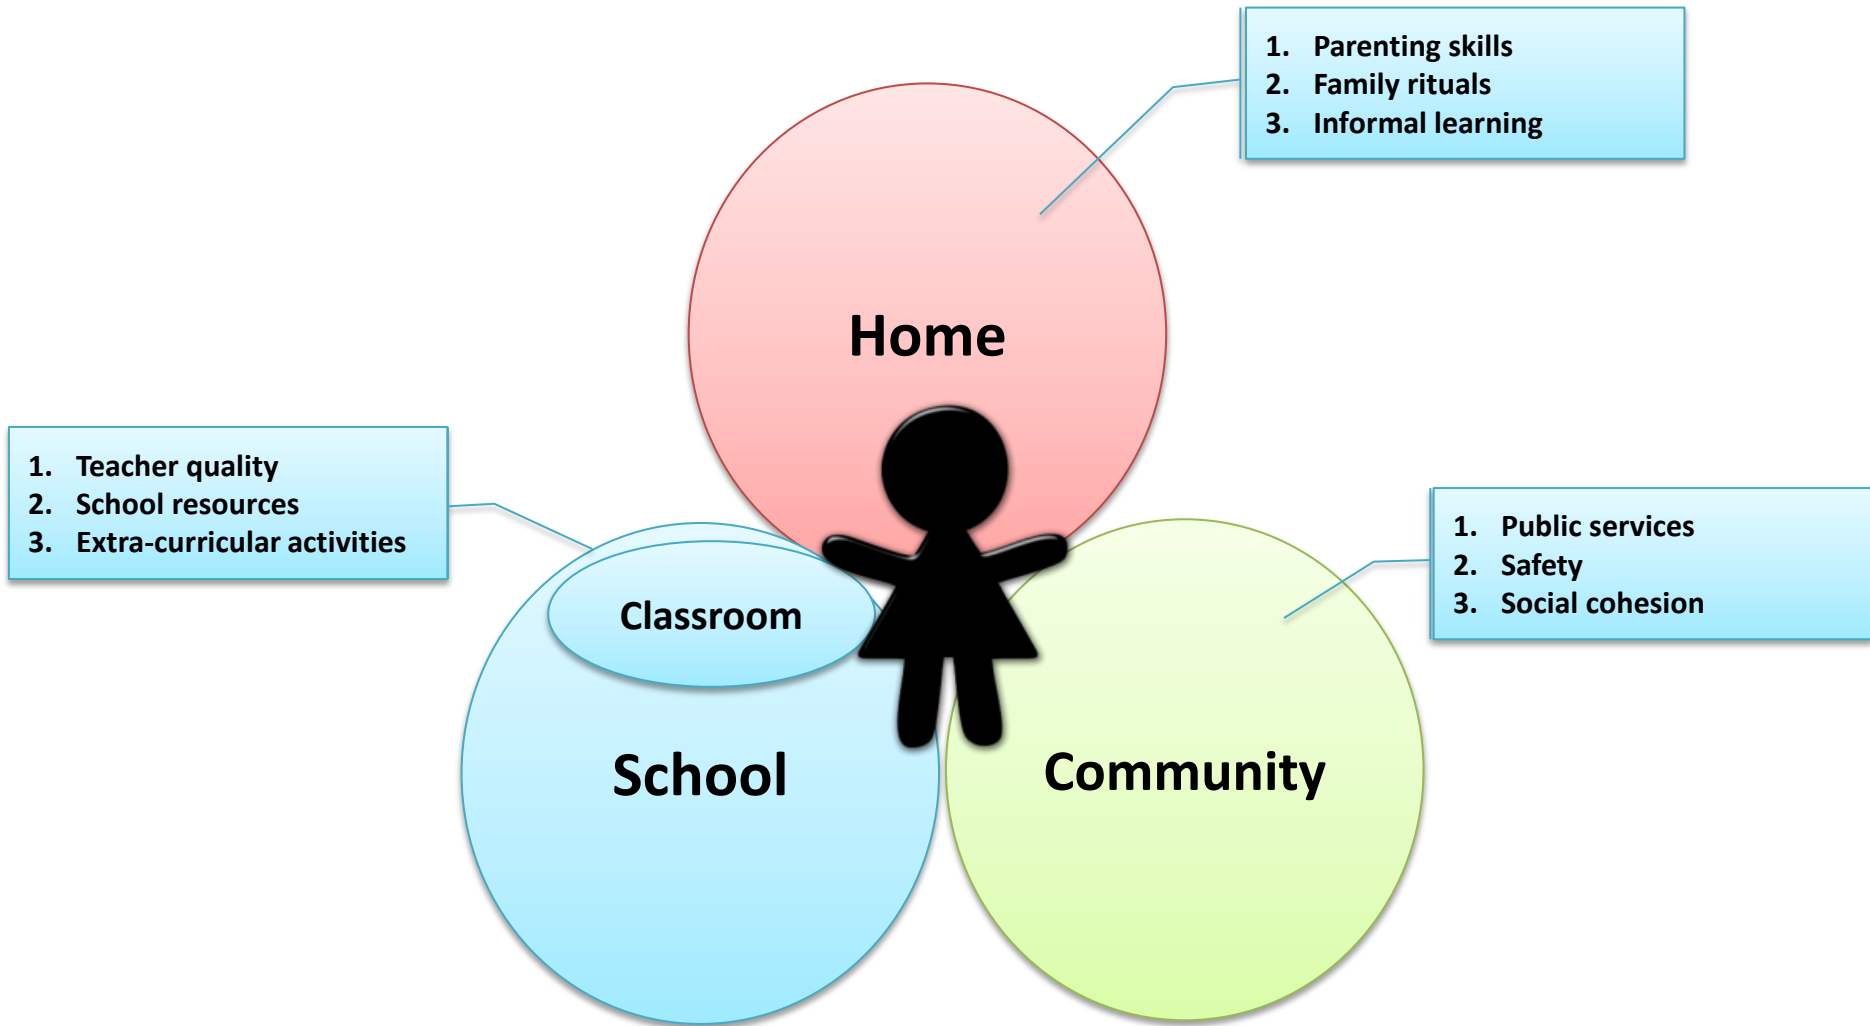 1. Parenting skills
2. Family rituals
3. Informal learning
Home
1. Teacher quality
2. School resources
3. Extra-curricular activities
1. Public services
2. Safety
3. Social cohesion
Classroom
School
Community